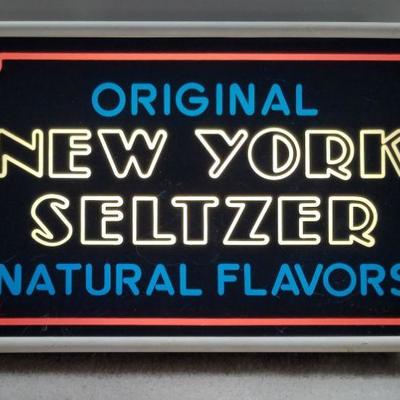 ORIGINAL
NEW YORK
SELTZER
NATURAL FLAVORS